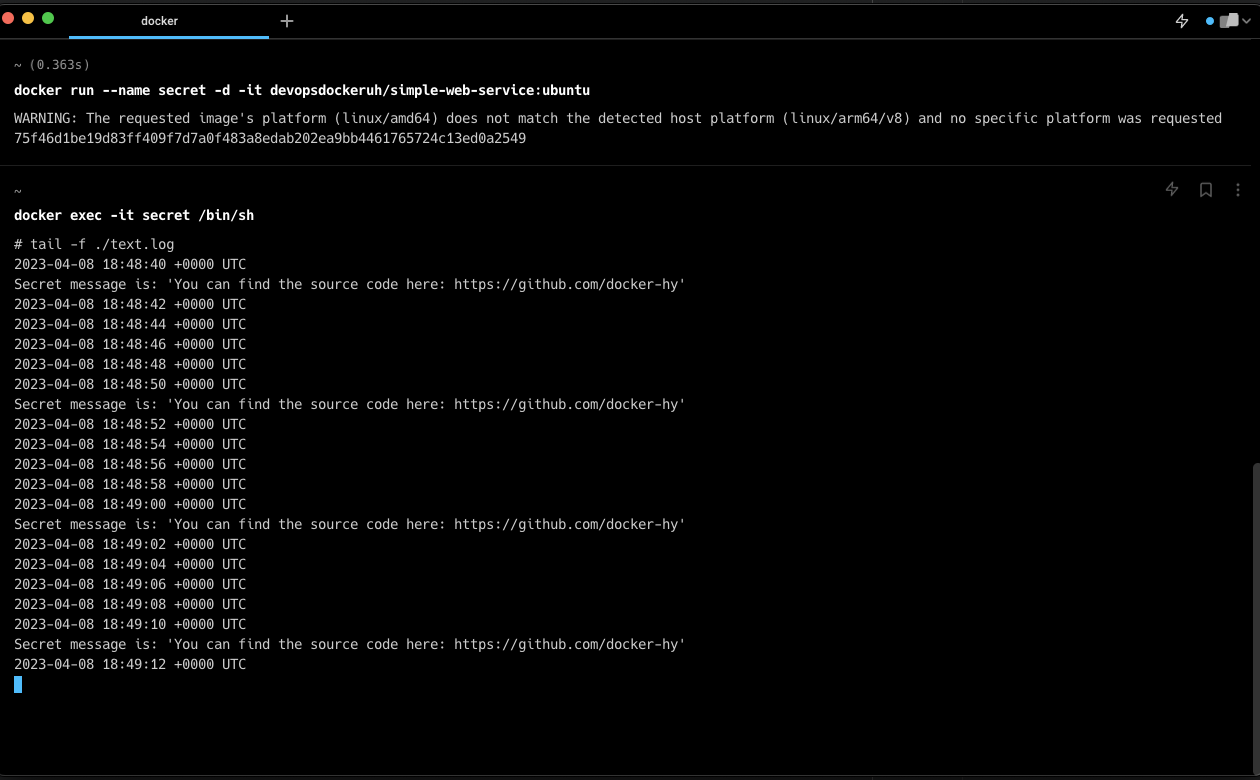 docker
~ (0.363s)
docker run --name secret -d -it devopsdockeruh/simple-web-service:ubuntu
WARNING: The requested image's platform (linux/amd64) does not match the detected host platform (linux/arm64/v8) and no specific platform was requested
75f46d1be19d83ff409f7d7a0f483a8edab202ea9bb4461765724c13ed0a2549
~
docker exec -it secret /bin/sh
# tail -f ./text.log
2023-04-08 18:48:40 +0000 UTC
Secret message is: 'You can find the source code here: https://github.com/docker-hy'
2023-04-08 18:48:42 +0000 UTC
2023-04-08 18:48:44 +0000 UTC
2023-04-08 18:48:46 +0000 UTC
2023-04-08 18:48:48 +0000 UTC
2023-04-08 18:48:50 +0000 UTC
Secret message is: 'You can find the source code here: https://github.com/docker-hy'
2023-04-08 18:48:52 +0000 UTC
2023-04-08 18:48:54 +0000 UTC
2023-04-08 18:48:56 +0000 UTC
2023-04-08 18:48:58 +0000 UTC
2023-04-08 18:49:00 +0000 UTC
Secret message is: 'You can find the source code here: https://github.com/docker-hy'
2023-04-08 18:49:02 +0000 UTC
2023-04-08 18:49:04 +0000 UTC
2023-04-08 18:49:06 +0000 UTC
2023-04-08 18:49:08 +0000 UTC
2023-04-08 18:49:10 +0000 UTC
Secret message is: 'You can find the source code here: https://github.com/docker-hy'
2023-04-08 18:49:12 +0000 UTC